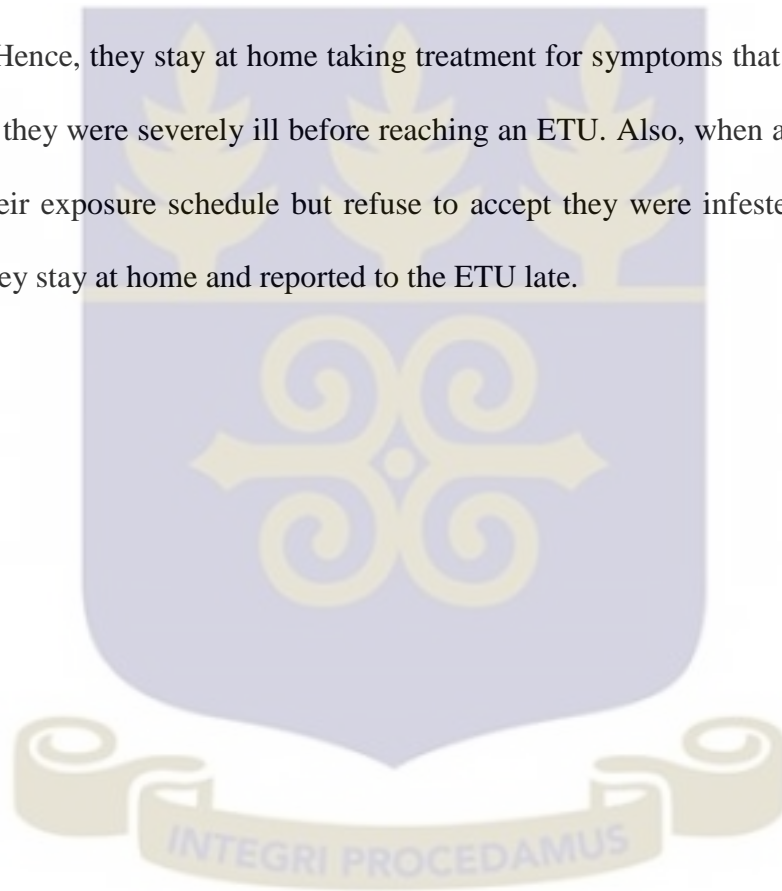 Hence, they stay at home taking treatment for symptoms that
they were severely ill before reaching an ETU. Also, when a
eir exposure schedule but refuse to accept they were infeste
ey stay at home and reported to the ETU late.
INTEGRI PROCEDAMUS